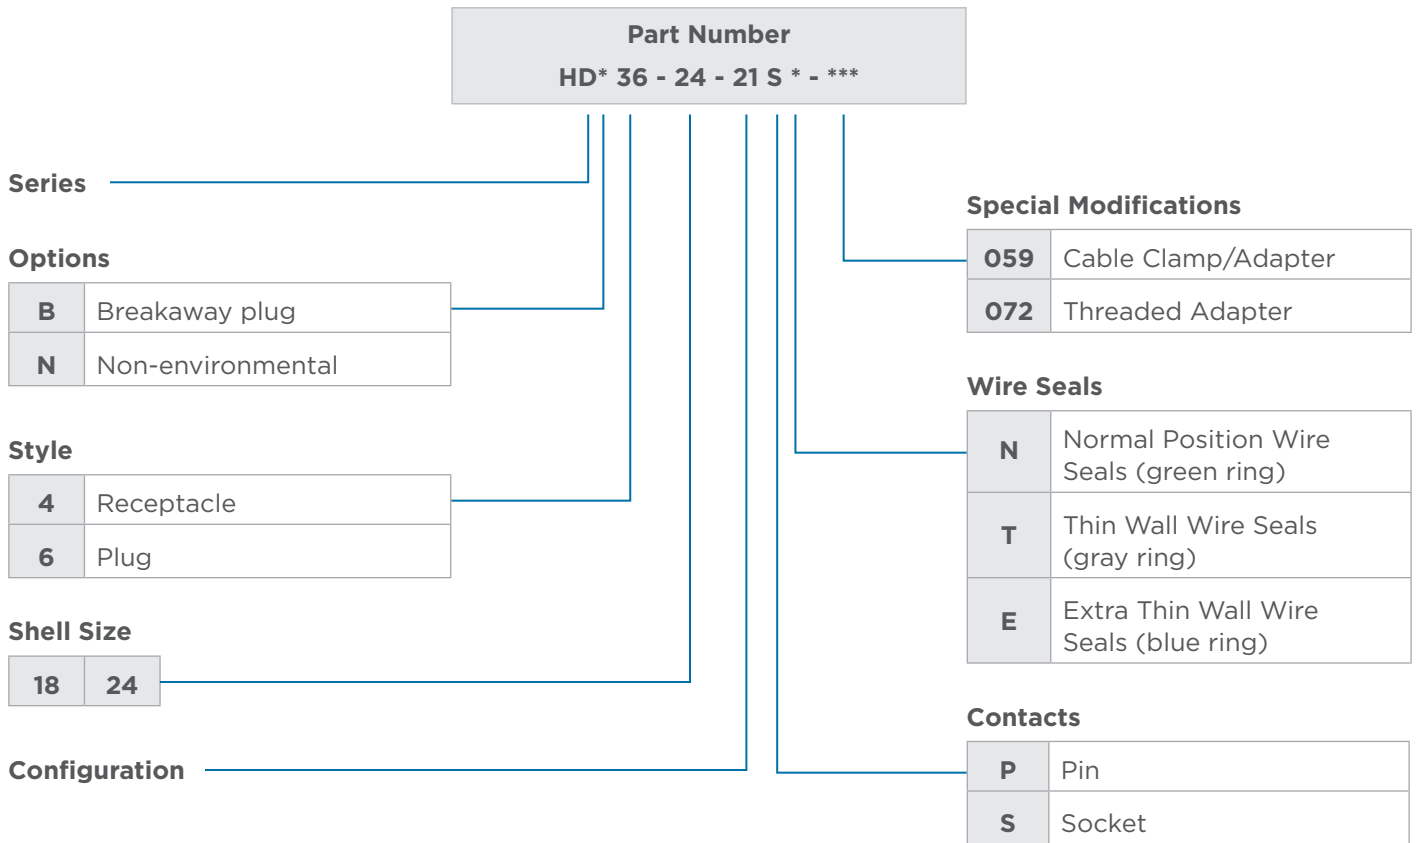 Part Number
HD* 36 - 24 - 21 S * - ***
Series
Options
B Breakaway plug
N Non-environmental
Style
4 Receptacle
6 Plug
Shell Size
18 24
Configuration
Special Modifications
059 Cable Clamp/Adapter
072 Threaded Adapter
Wire Seals
N Normal Position Wire
Seals (green ring)
T Thin Wall Wire Seals
(gray ring)
E Extra Thin Wall Wire
Seals (blue ring)
Contacts
P Pin
S Socket